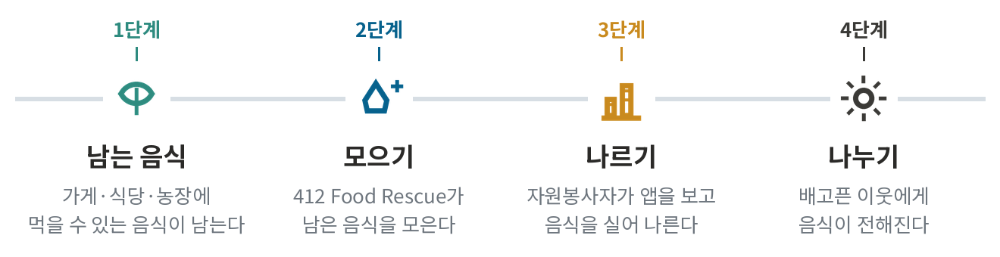 1단계
남는 음식
가게·식당·농장에
먹을 수 있는 음식이 남는다
2단계
모으기
412 Food Rescue가
남은 음식을 모은다
3단계
나르기
자원봉사자가 앱을 보고
음식을 실어 나른다
4단계
나누기
배고픈 이웃에게
음식이 전해진다